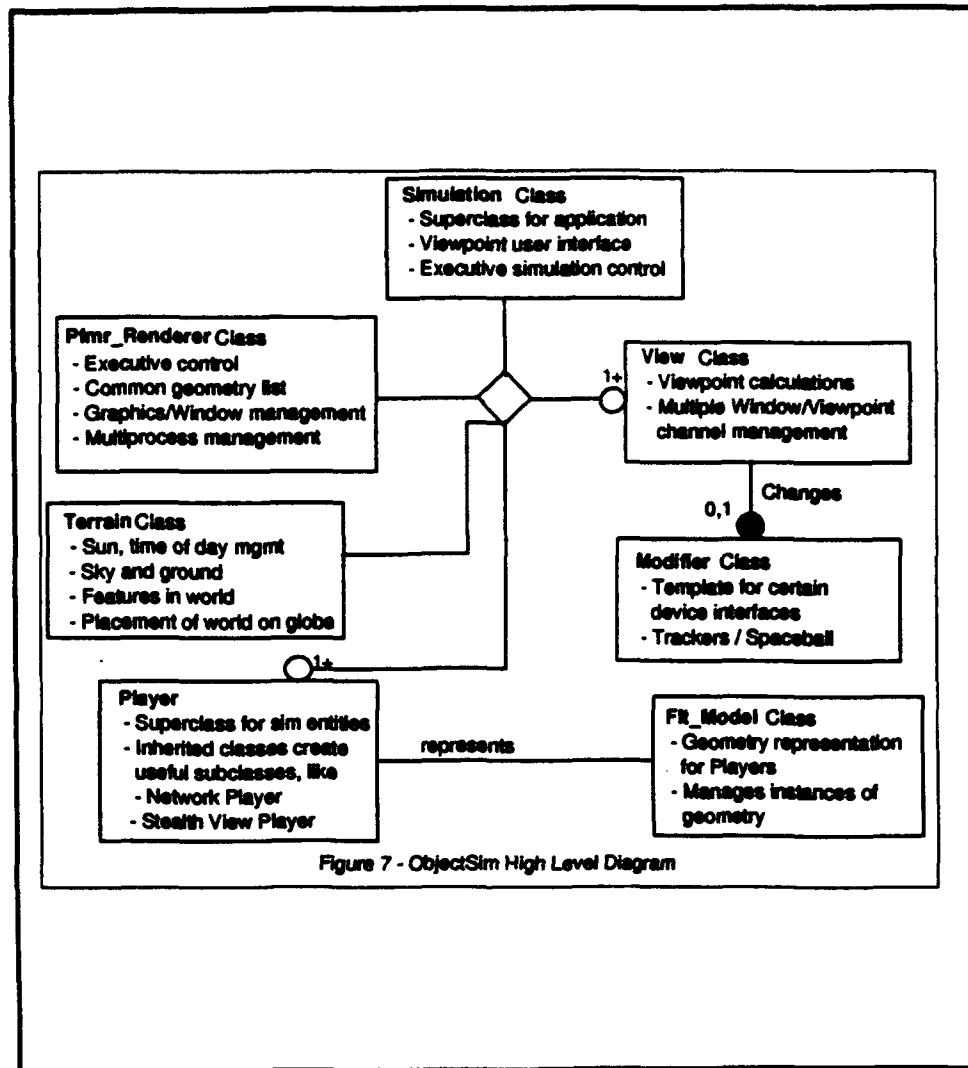 Simulation Class
- Superclass for application
- Viewpoint user interface
- Executive simulation control
Pfmr_Renderer Class
- Executive control
- Common geometry list
- Graphics/Window management
- Multiprocess management
1+
View Class
- Viewpoint calculations
- Multiple Window/Viewpoint
channel management
Changes
0,1
Terrain Class
- Sun, time of day mgmt
- Sky and ground
- Features in world
- Placement of world on globe
Modifier Class
- Template for certain
device interfaces
- Trackers / Spaceball
1+
Player
- Superclass for sim entities
- Inherited classes create
useful subclasses, like
- Network Player
- Stealth View Player
represents
Flt_Model Class
- Geometry representation
for Players
- Manages instances of
geometry
Figure 7 - ObjectSim High Level Diagram